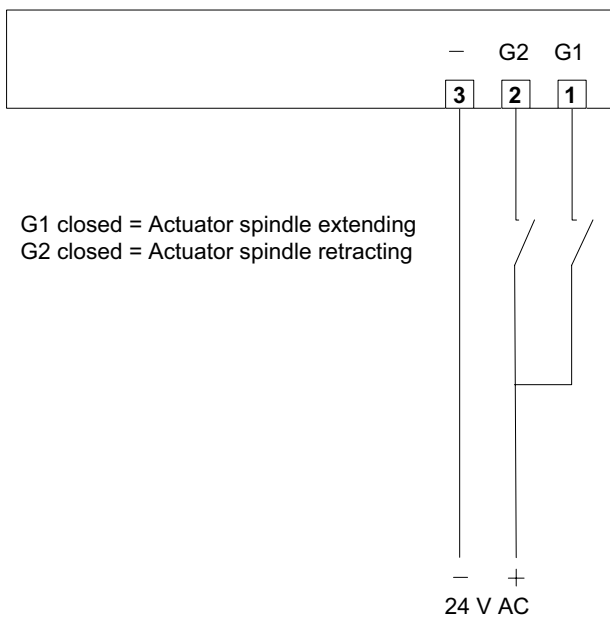 — G2 G1
3 2 1
G1 closed = Actuator spindle extending
G2 closed = Actuator spindle retracting
— +
24 V AC